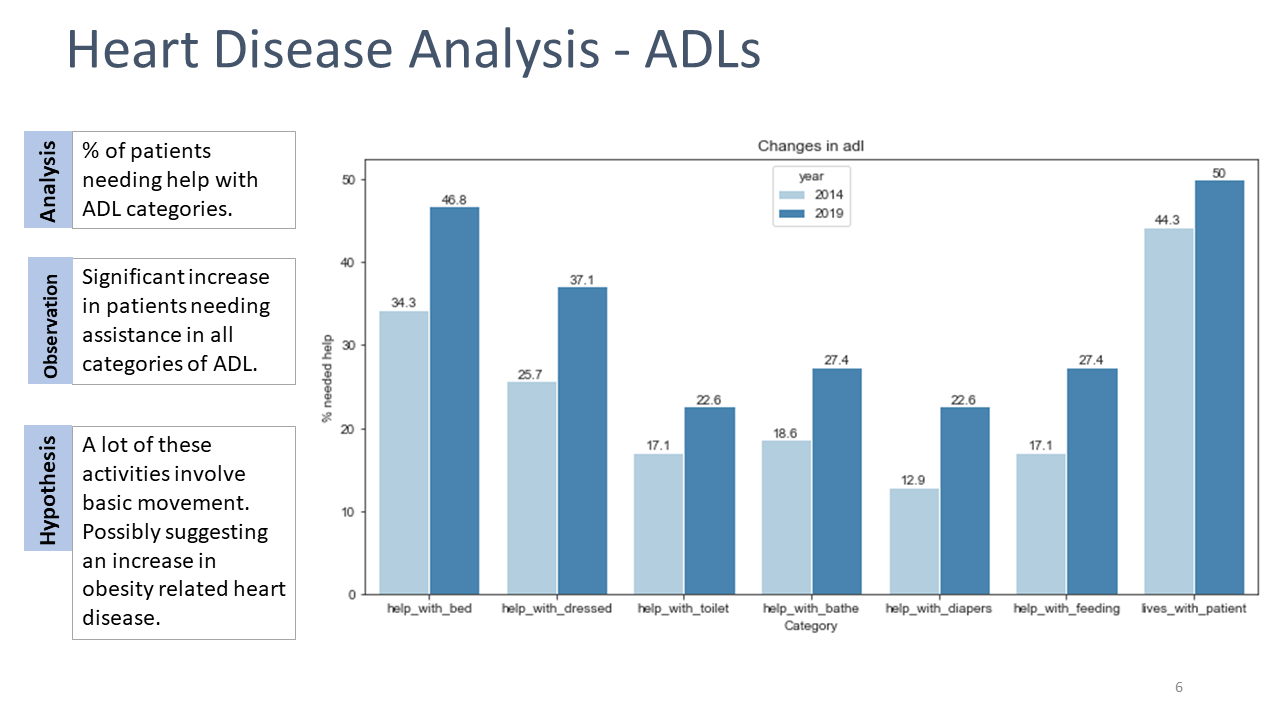 Heart Disease Analysis - ADLs
Analysis
% of patients
needing help with
ADL categories.
Observation
Significant increase
in patients needing
assistance in all
categories of ADL.
Hypothesis
A lot of these
activities involve
basic movement.
Possibly suggesting
an increase in
obesity related heart
disease.
Changes in adl
year
2014
2019
% needed help
50
40
30
20
10
0
34.3
46.8
25.7
37.1
17.1
22.6
18.6
27.4
12.9
22.6
17.1
27.4
44.3
50
help_with_bed
help_with_dressed
help_with_toilet
help_with_bathe
help_with_diapers
help_with_feeding
lives_with_patient
Category
6